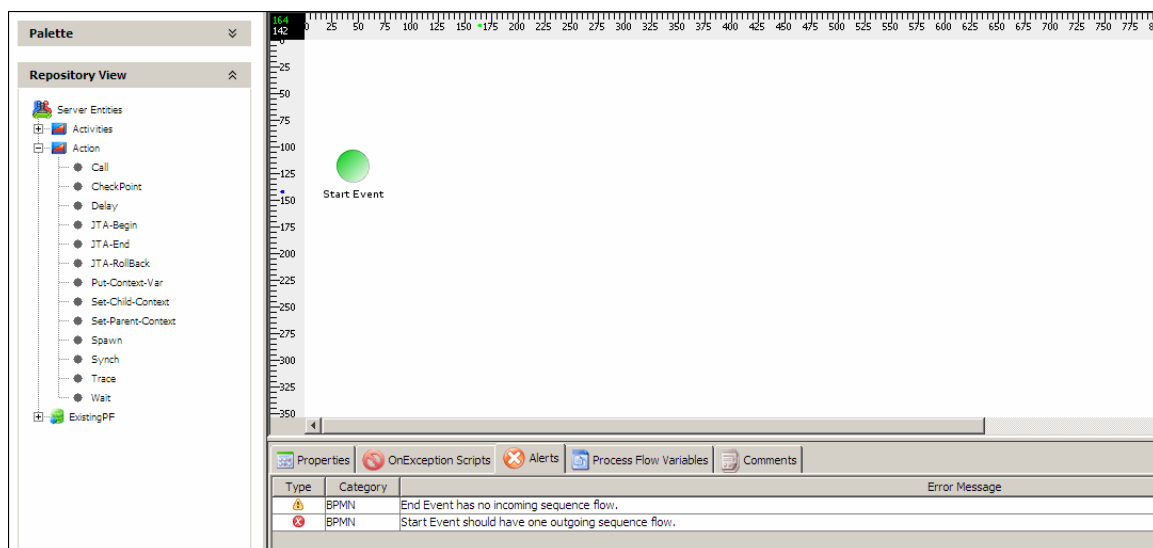 Palette
Repository View
Server Entities
Activities
Action
Call
CheckPoint
Delay
JTA-Begin
JTA-End
JTA-RollBack
Put-Context-Var
Set-Child-Context
Set-Parent-Context
Spawn
Synch
Trace
Wait
ExistingPF
164
142
0 25 50 75 100 125 150 175 200 225 250 275 300 325 350 375 400 425 450 475 500 525 550 575 600 625 650 675 700 725 750 775 8
0
25
50
75
100
125
150
175
200
225
250
275
300
325
350
Start Event
Properties OnException Scripts Alerts Process Flow Variables Comments
Type Category Error Message
BPMN End Event has no incoming sequence flow.
BPMN Start Event should have one outgoing sequence flow.